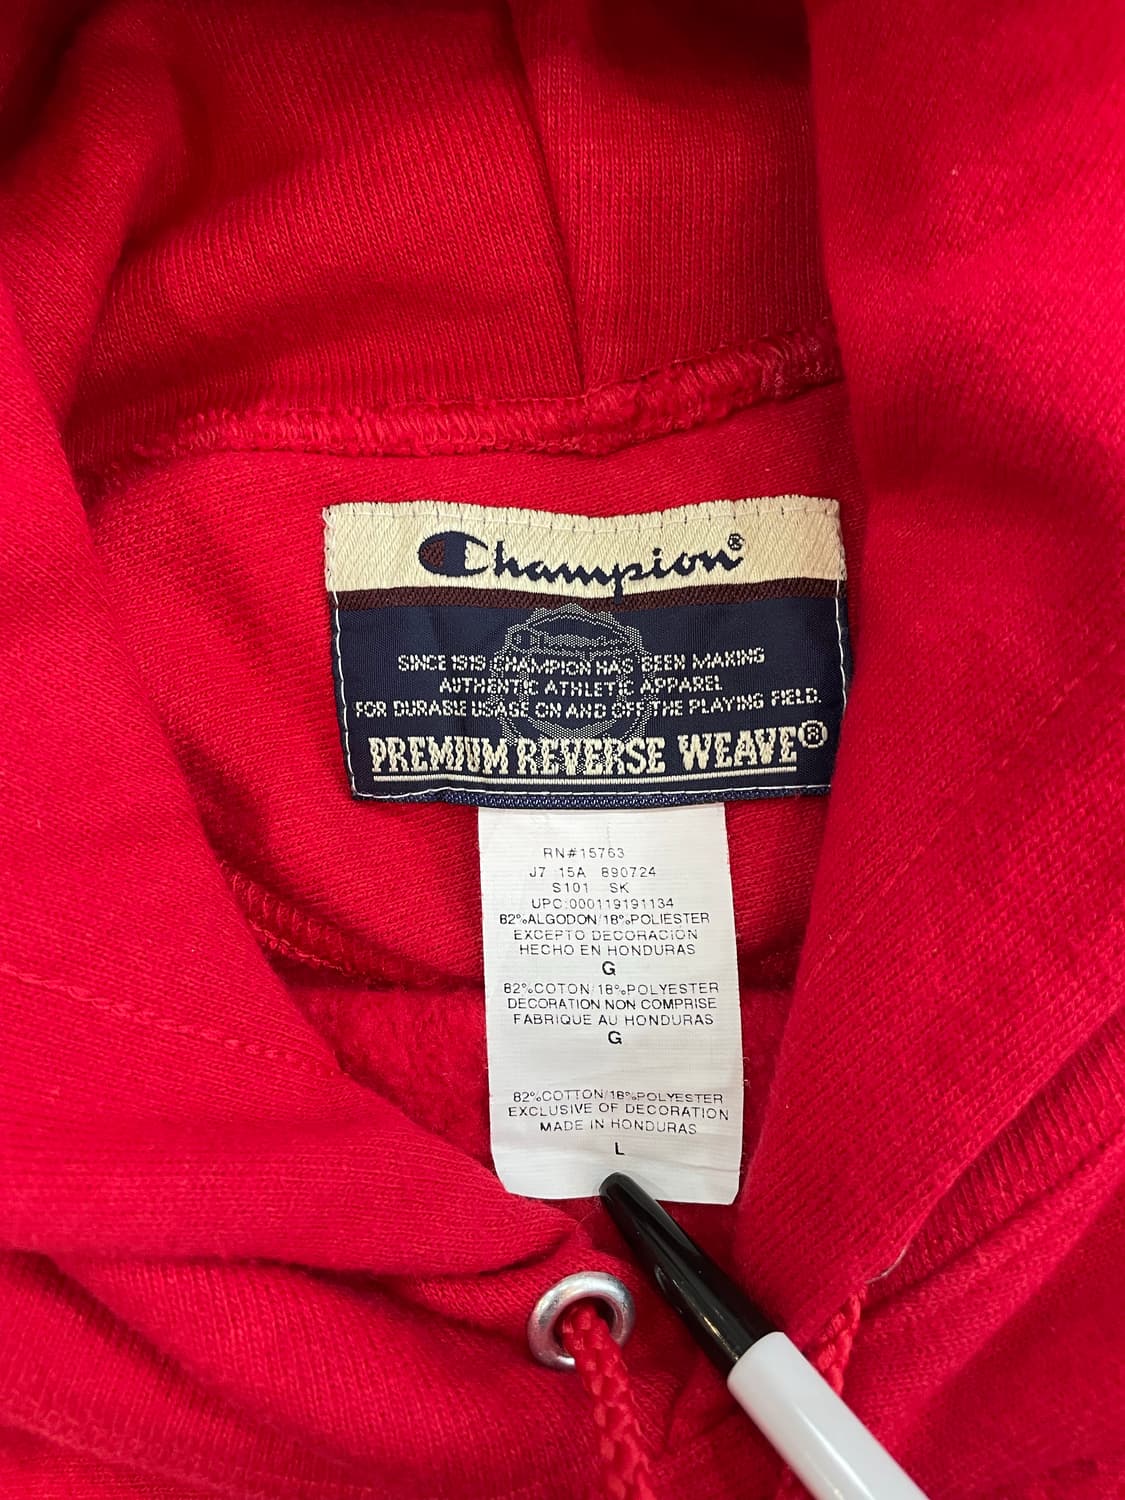 Champion®
SINCE 1919 CHAMPION HAS BEEN MAKING
AUTHENTIC ATHLETIC APPAREL
FOR DURABLE USAGE ON AND OFF THE PLAYING FIELD.
PREMIUM REVERSE WEAVE®
RN#15763
J7 15A 890724
S101 SK
UPC:000119191134
82%ALGODON/18%POLIESTER
EXCEPTO DECORACIÓN
HECHO EN HONDURAS
G
82%COTON/18%POLYESTER
DECORATION NON COMPRISE
FABRIQUE AU HONDURAS
G
82%COTTON/18%POLYESTER
EXCLUSIVE OF DECORATION
MADE IN HONDURAS
L